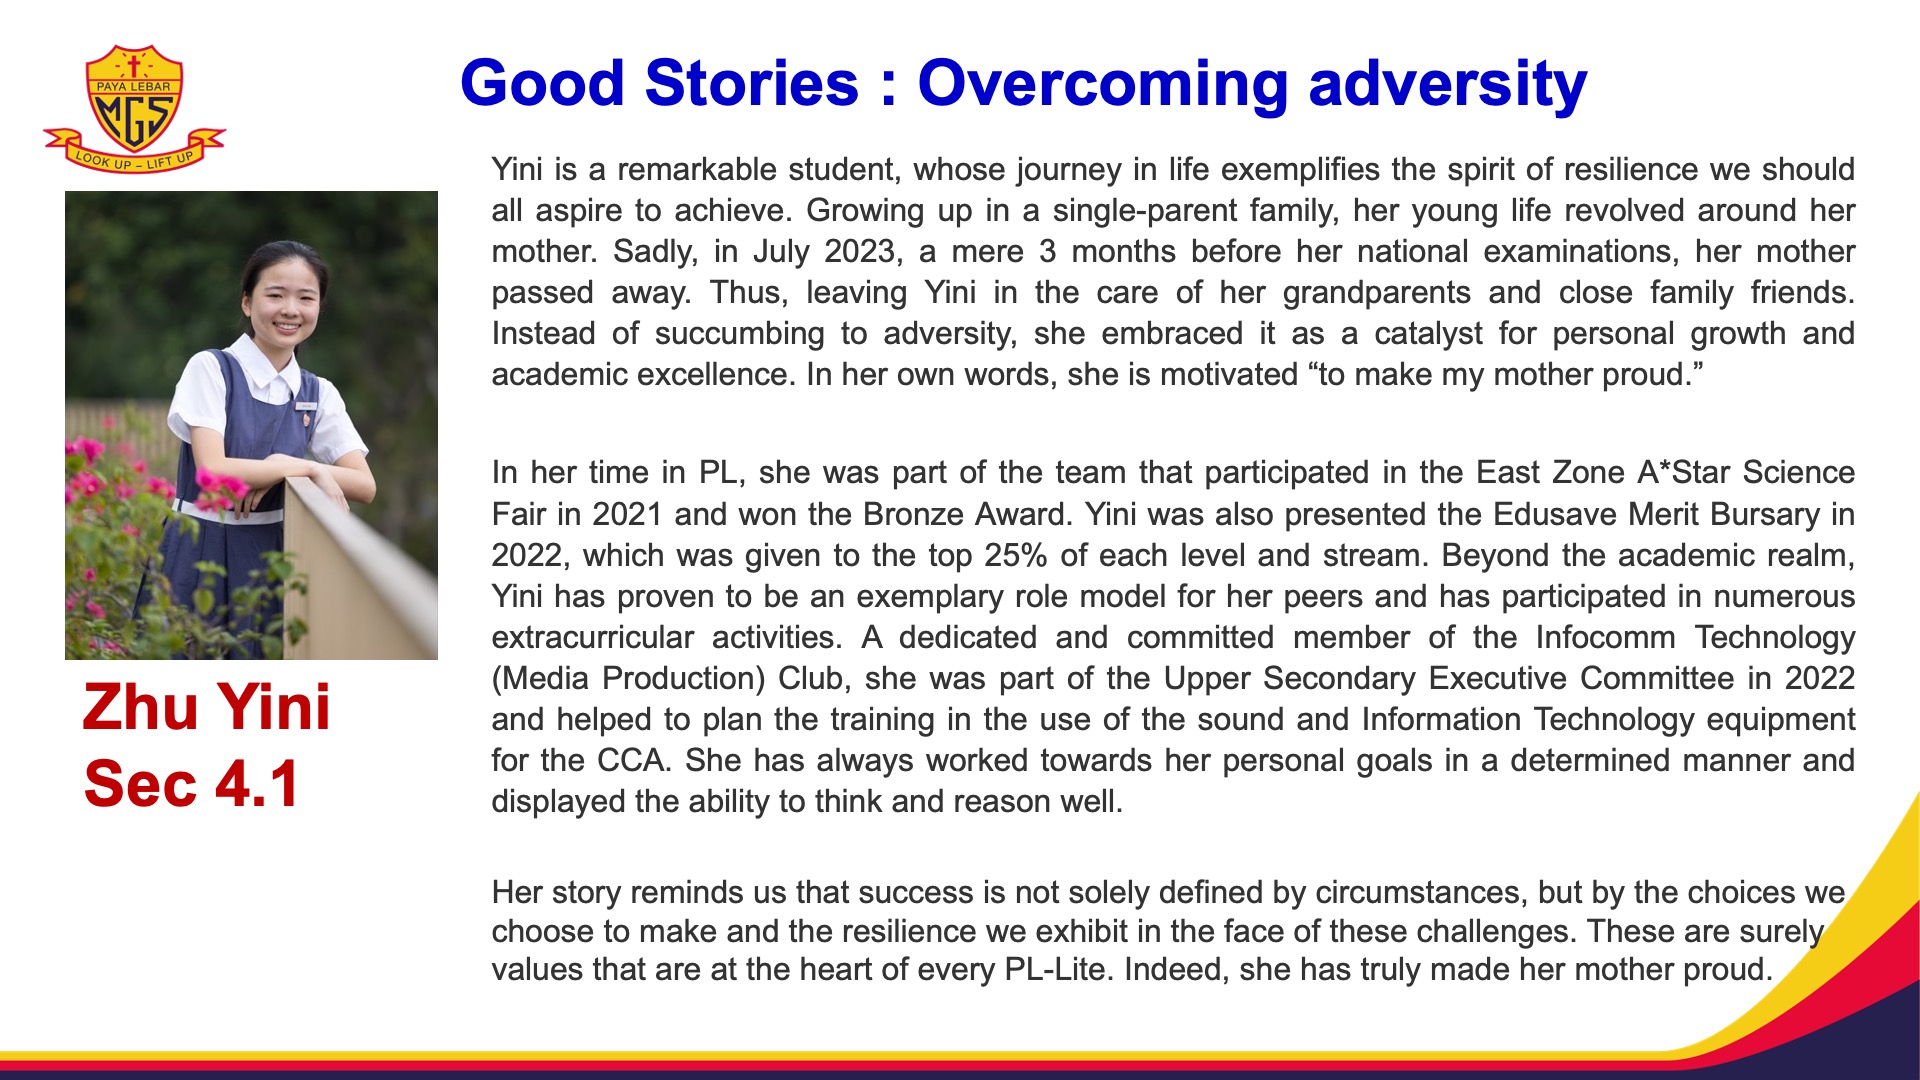 PAYA LEBAR
MGS
LOOK UP – LIFT UP
Good Stories : Overcoming adversity
Yini is a remarkable student, whose journey in life exemplifies the spirit of resilience we should
all aspire to achieve. Growing up in a single-parent family, her young life revolved around her
mother. Sadly, in July 2023, a mere 3 months before her national examinations, her mother
passed away. Thus, leaving Yini in the care of her grandparents and close family friends.
Instead of succumbing to adversity, she embraced it as a catalyst for personal growth and
academic excellence. In her own words, she is motivated “to make my mother proud.”
In her time in PL, she was part of the team that participated in the East Zone A*Star Science
Fair in 2021 and won the Bronze Award. Yini was also presented the Edusave Merit Bursary in
2022, which was given to the top 25% of each level and stream. Beyond the academic realm,
Yini has proven to be an exemplary role model for her peers and has participated in numerous
extracurricular activities. A dedicated and committed member of the Infocomm Technology
(Media Production) Club, she was part of the Upper Secondary Executive Committee in 2022
and helped to plan the training in the use of the sound and Information Technology equipment
for the CCA. She has always worked towards her personal goals in a determined manner and
displayed the ability to think and reason well.
Her story reminds us that success is not solely defined by circumstances, but by the choices we
choose to make and the resilience we exhibit in the face of these challenges. These are surely
values that are at the heart of every PL-Lite. Indeed, she has truly made her mother proud.
Zhu Yini
Sec 4.1